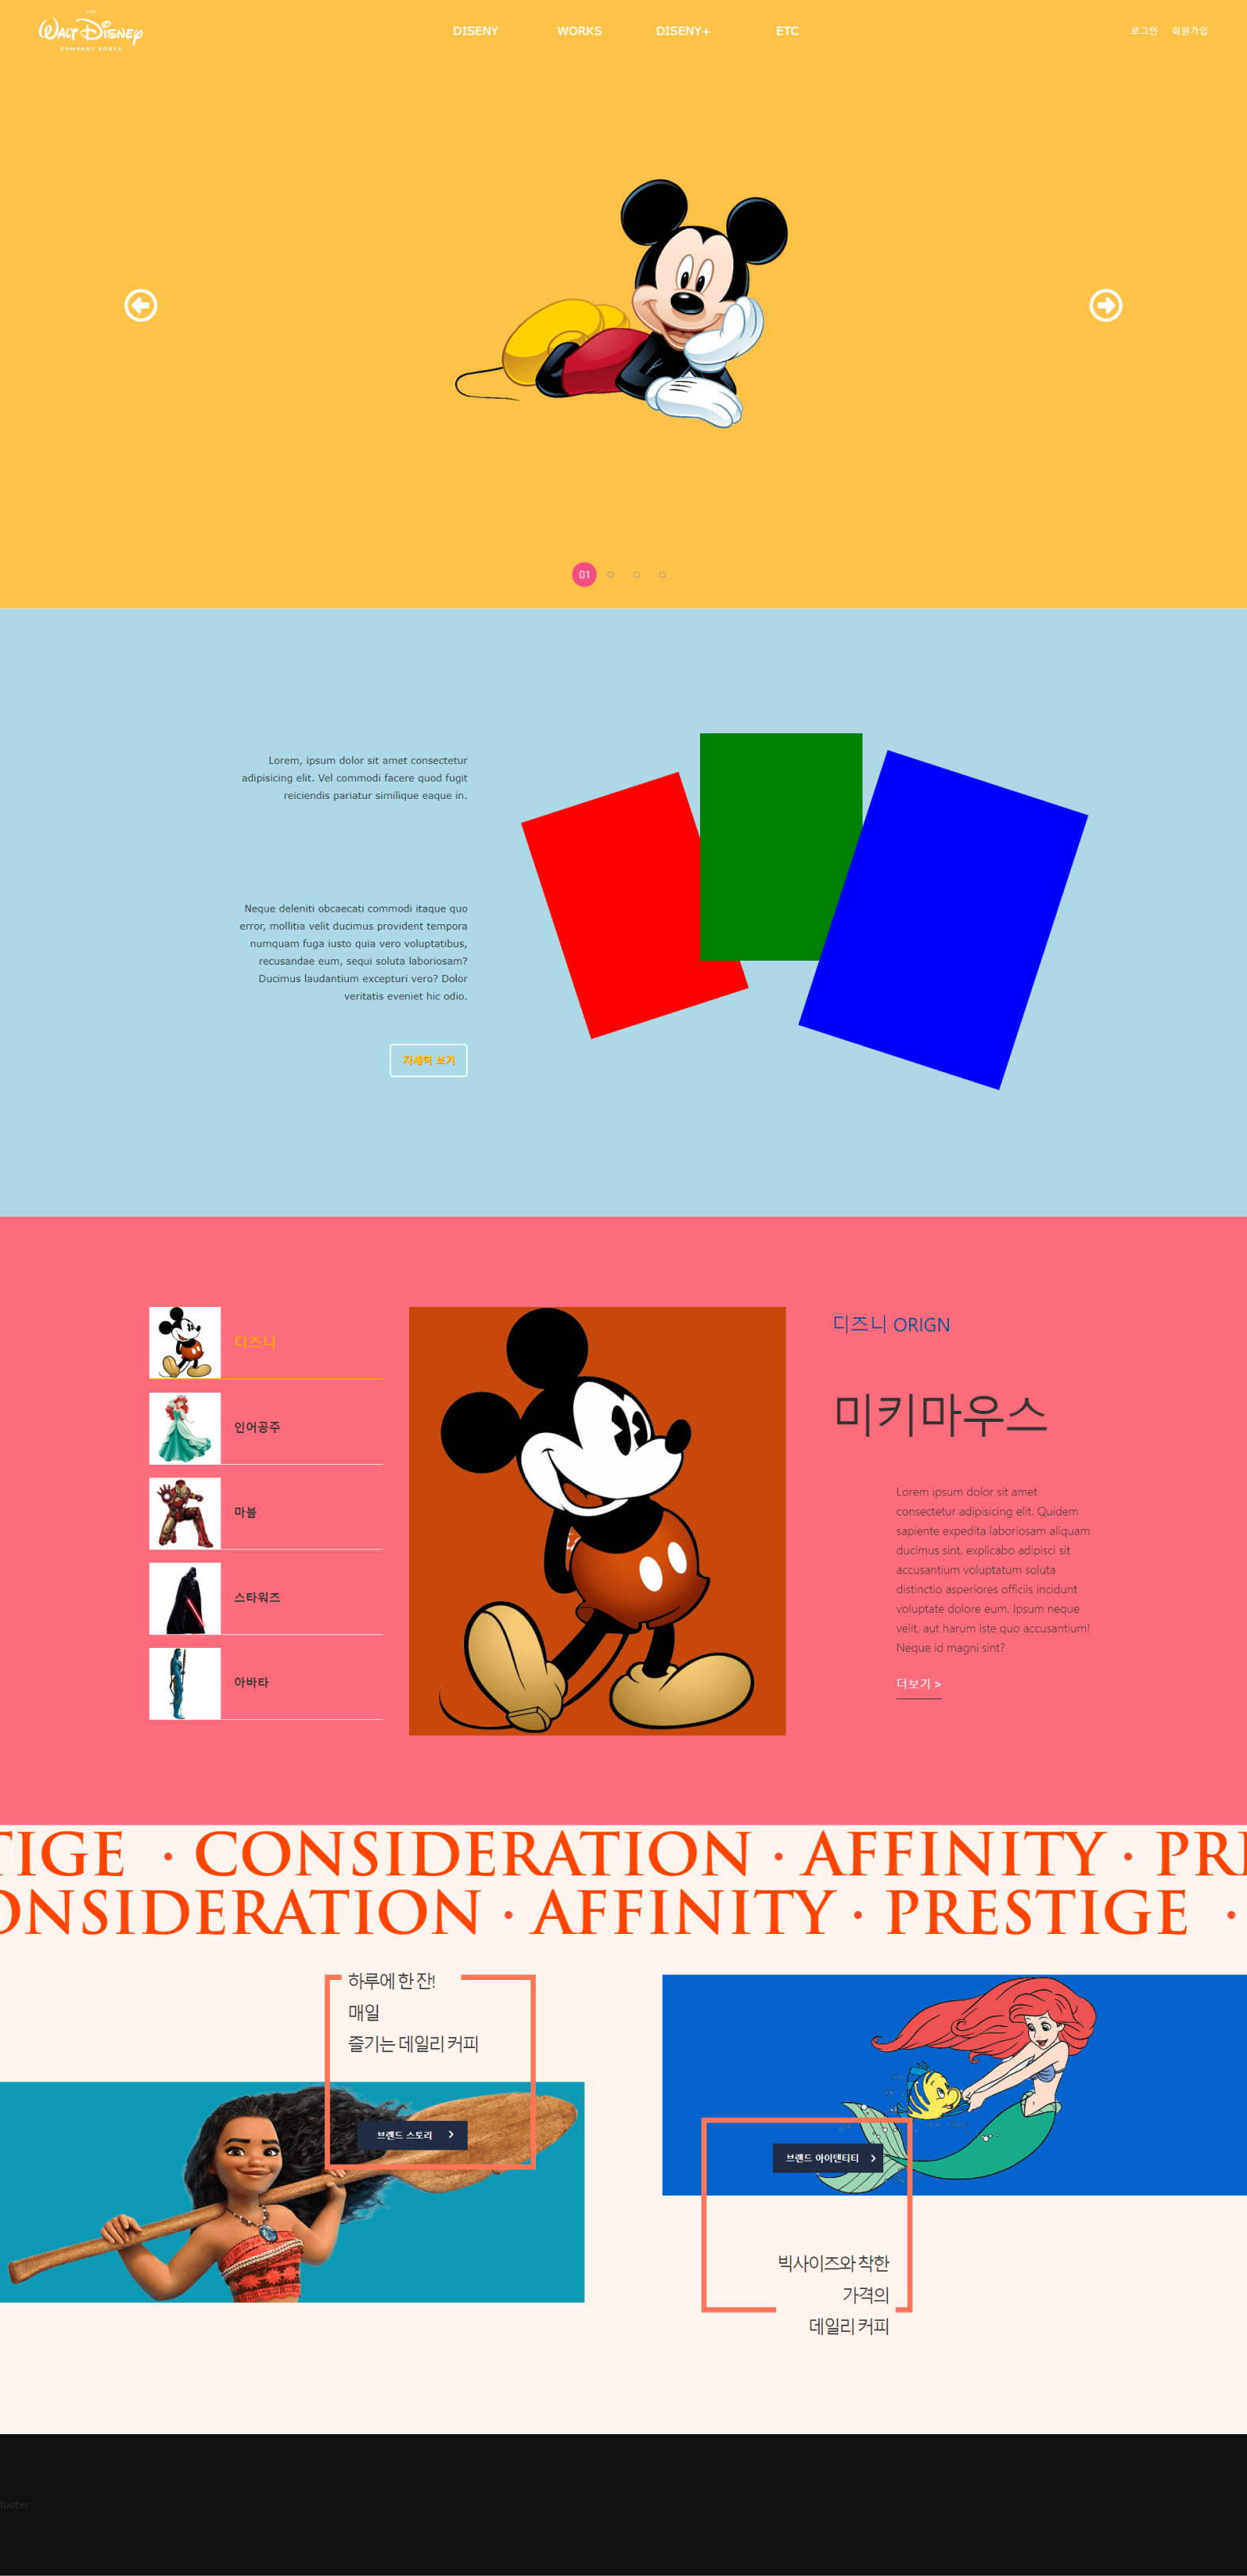 THE
WALT DISNEY
COMPANY KOREA
DISENY
WORKS
DISENY+
ETC
로그인
회원가입
01
Lorem, ipsum dolor sit amet consectetur
adipisicing elit. Vel commodi facere quod fugit
reiciendis pariatur similique eaque in.
Neque deleniti obcaecati commodi itaque quo
error, mollitia velit ducimus provident tempora
numquam fuga iusto quia vero voluptatibus,
recusandae eum, sequi soluta laboriosam?
Ducimus laudantium excepturi vero? Dolor
veritatis eveniet hic odio.
자세히 보기
디즈니
인어공주
마블
스타워즈
아바타
디즈니 ORIGN
미키마우스
Lorem ipsum dolor sit amet
consectetur adipisicing elit. Quidem
sapiente expedita laboriosam aliquam
ducimus sint, explicabo adipisci sit
accusantium voluptatum soluta
distinctio asperiores officiis incidunt
voluptate dolore eum. Ipsum neque
velit, aut harum iste quo accusantium!
Neque id magni sint?
더보기 >
TIGE · CONSIDERATION · AFFINITY · PRE
ONSIDERATION · AFFINITY · PRESTIGE ·
하루에 한 잔!
매일
즐기는 데일리 커피
브랜드 스토리
브랜드 아이덴티티
빅사이즈와 착한
가격의
데일리 커피
footer